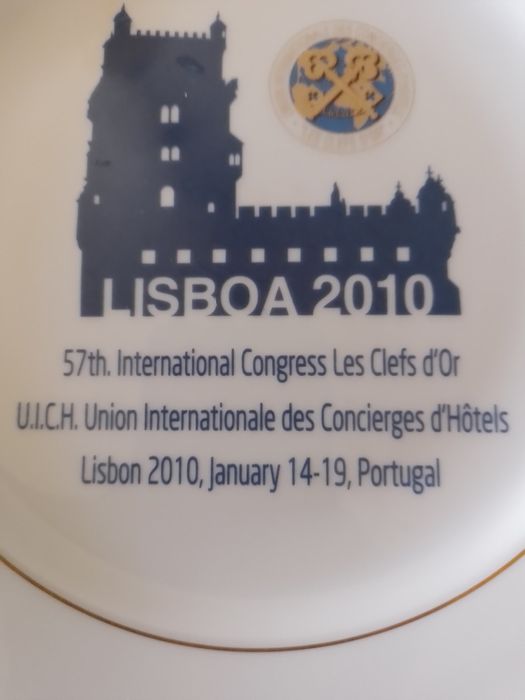 LISBOA 2010
57th. International Congress Les Clefs d'Or
U.I.C.H. Union Internationale des Concierges d'Hôtels
Lisbon 2010, January 14-19, Portugal